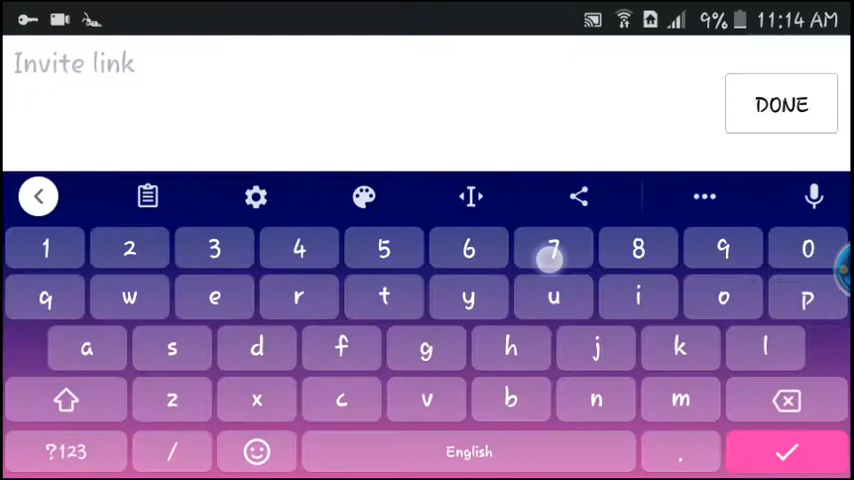 9% 11:14 AM
Invite link
DONE
1 2 3 4 5 6 7 8 9 0
q w e r t y u i o p
a s d f g h j k l
z x c v b n m
?123 / English .